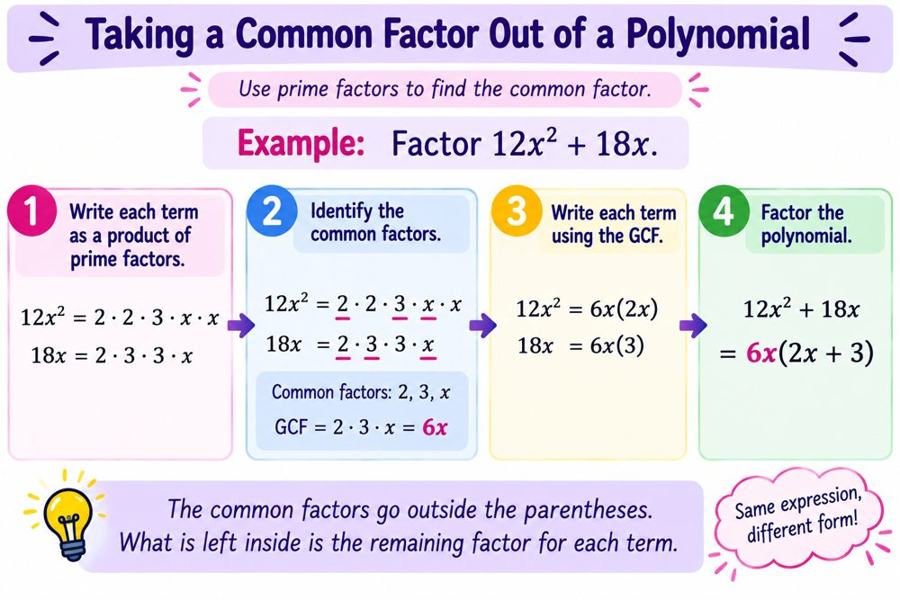 Taking a Common Factor Out of a Polynomial
Use prime factors to find the common factor.
Example: Factor 12x² + 18x.
1
Write each term
as a product of
prime factors.
12x² = 2 · 2 · 3 · x · x
18x = 2 · 3 · 3 · x
2
Identify the
common factors.
12x² = 2 · 2 · 3 · x · x
18x = 2 · 3 · 3 · x
Common factors: 2, 3, x
GCF = 2 · 3 · x = 6x
3
Write each term
using the GCF.
12x² = 6x(2x)
18x = 6x(3)
4
Factor the
polynomial.
12x² + 18x
= 6x(2x + 3)
The common factors go outside the parentheses.
What is left inside is the remaining factor for each term.
Same expression,
different form!